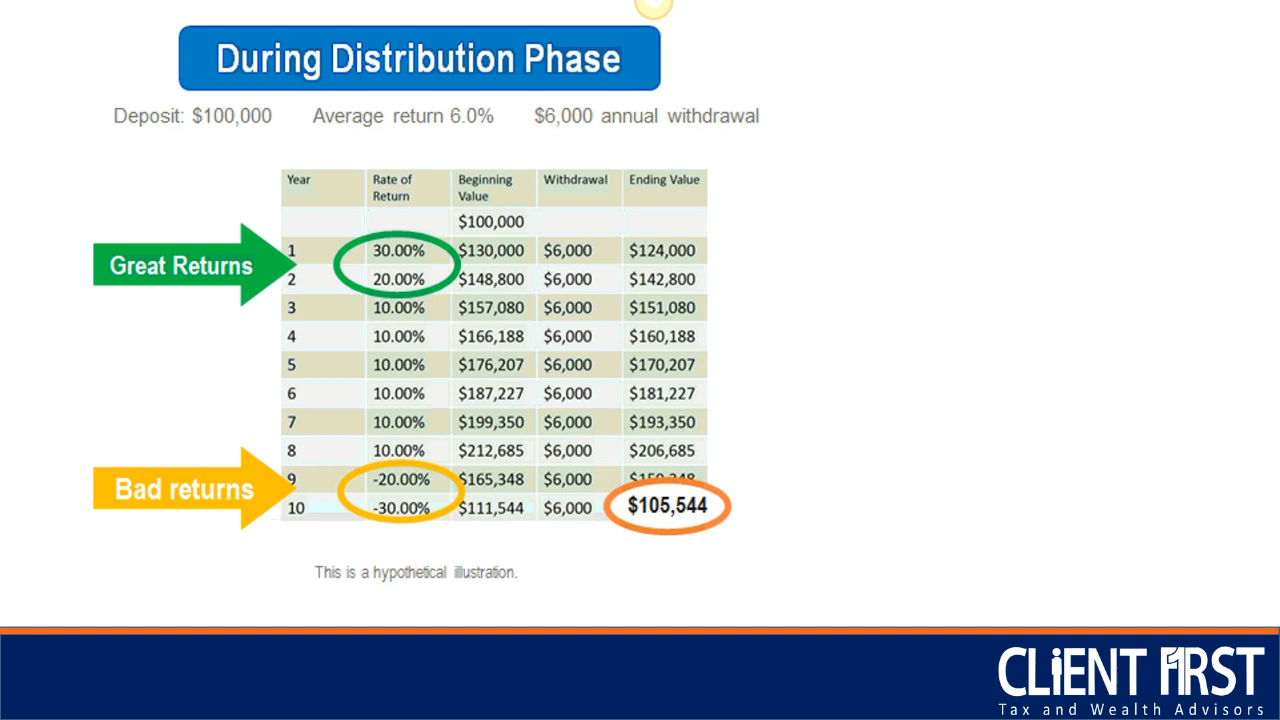 During Distribution Phase
Deposit: $100,000 Average return 6.0% $6,000 annual withdrawal
Year Rate of Return Beginning Value Withdrawal Ending Value
$100,000
1 30.00% $130,000 $6,000 $124,000
2 20.00% $148,800 $6,000 $142,800
3 10.00% $157,080 $6,000 $151,080
4 10.00% $166,188 $6,000 $160,188
5 10.00% $176,207 $6,000 $170,207
6 10.00% $187,227 $6,000 $181,227
7 10.00% $199,350 $6,000 $193,350
8 10.00% $212,685 $6,000 $206,685
9 -20.00% $165,348 $6,000
10 -30.00% $111,544 $6,000 $105,544
Great Returns
Bad returns
This is a hypothetical illustration.
CLiENT F1RST
Tax and Wealth Advisors